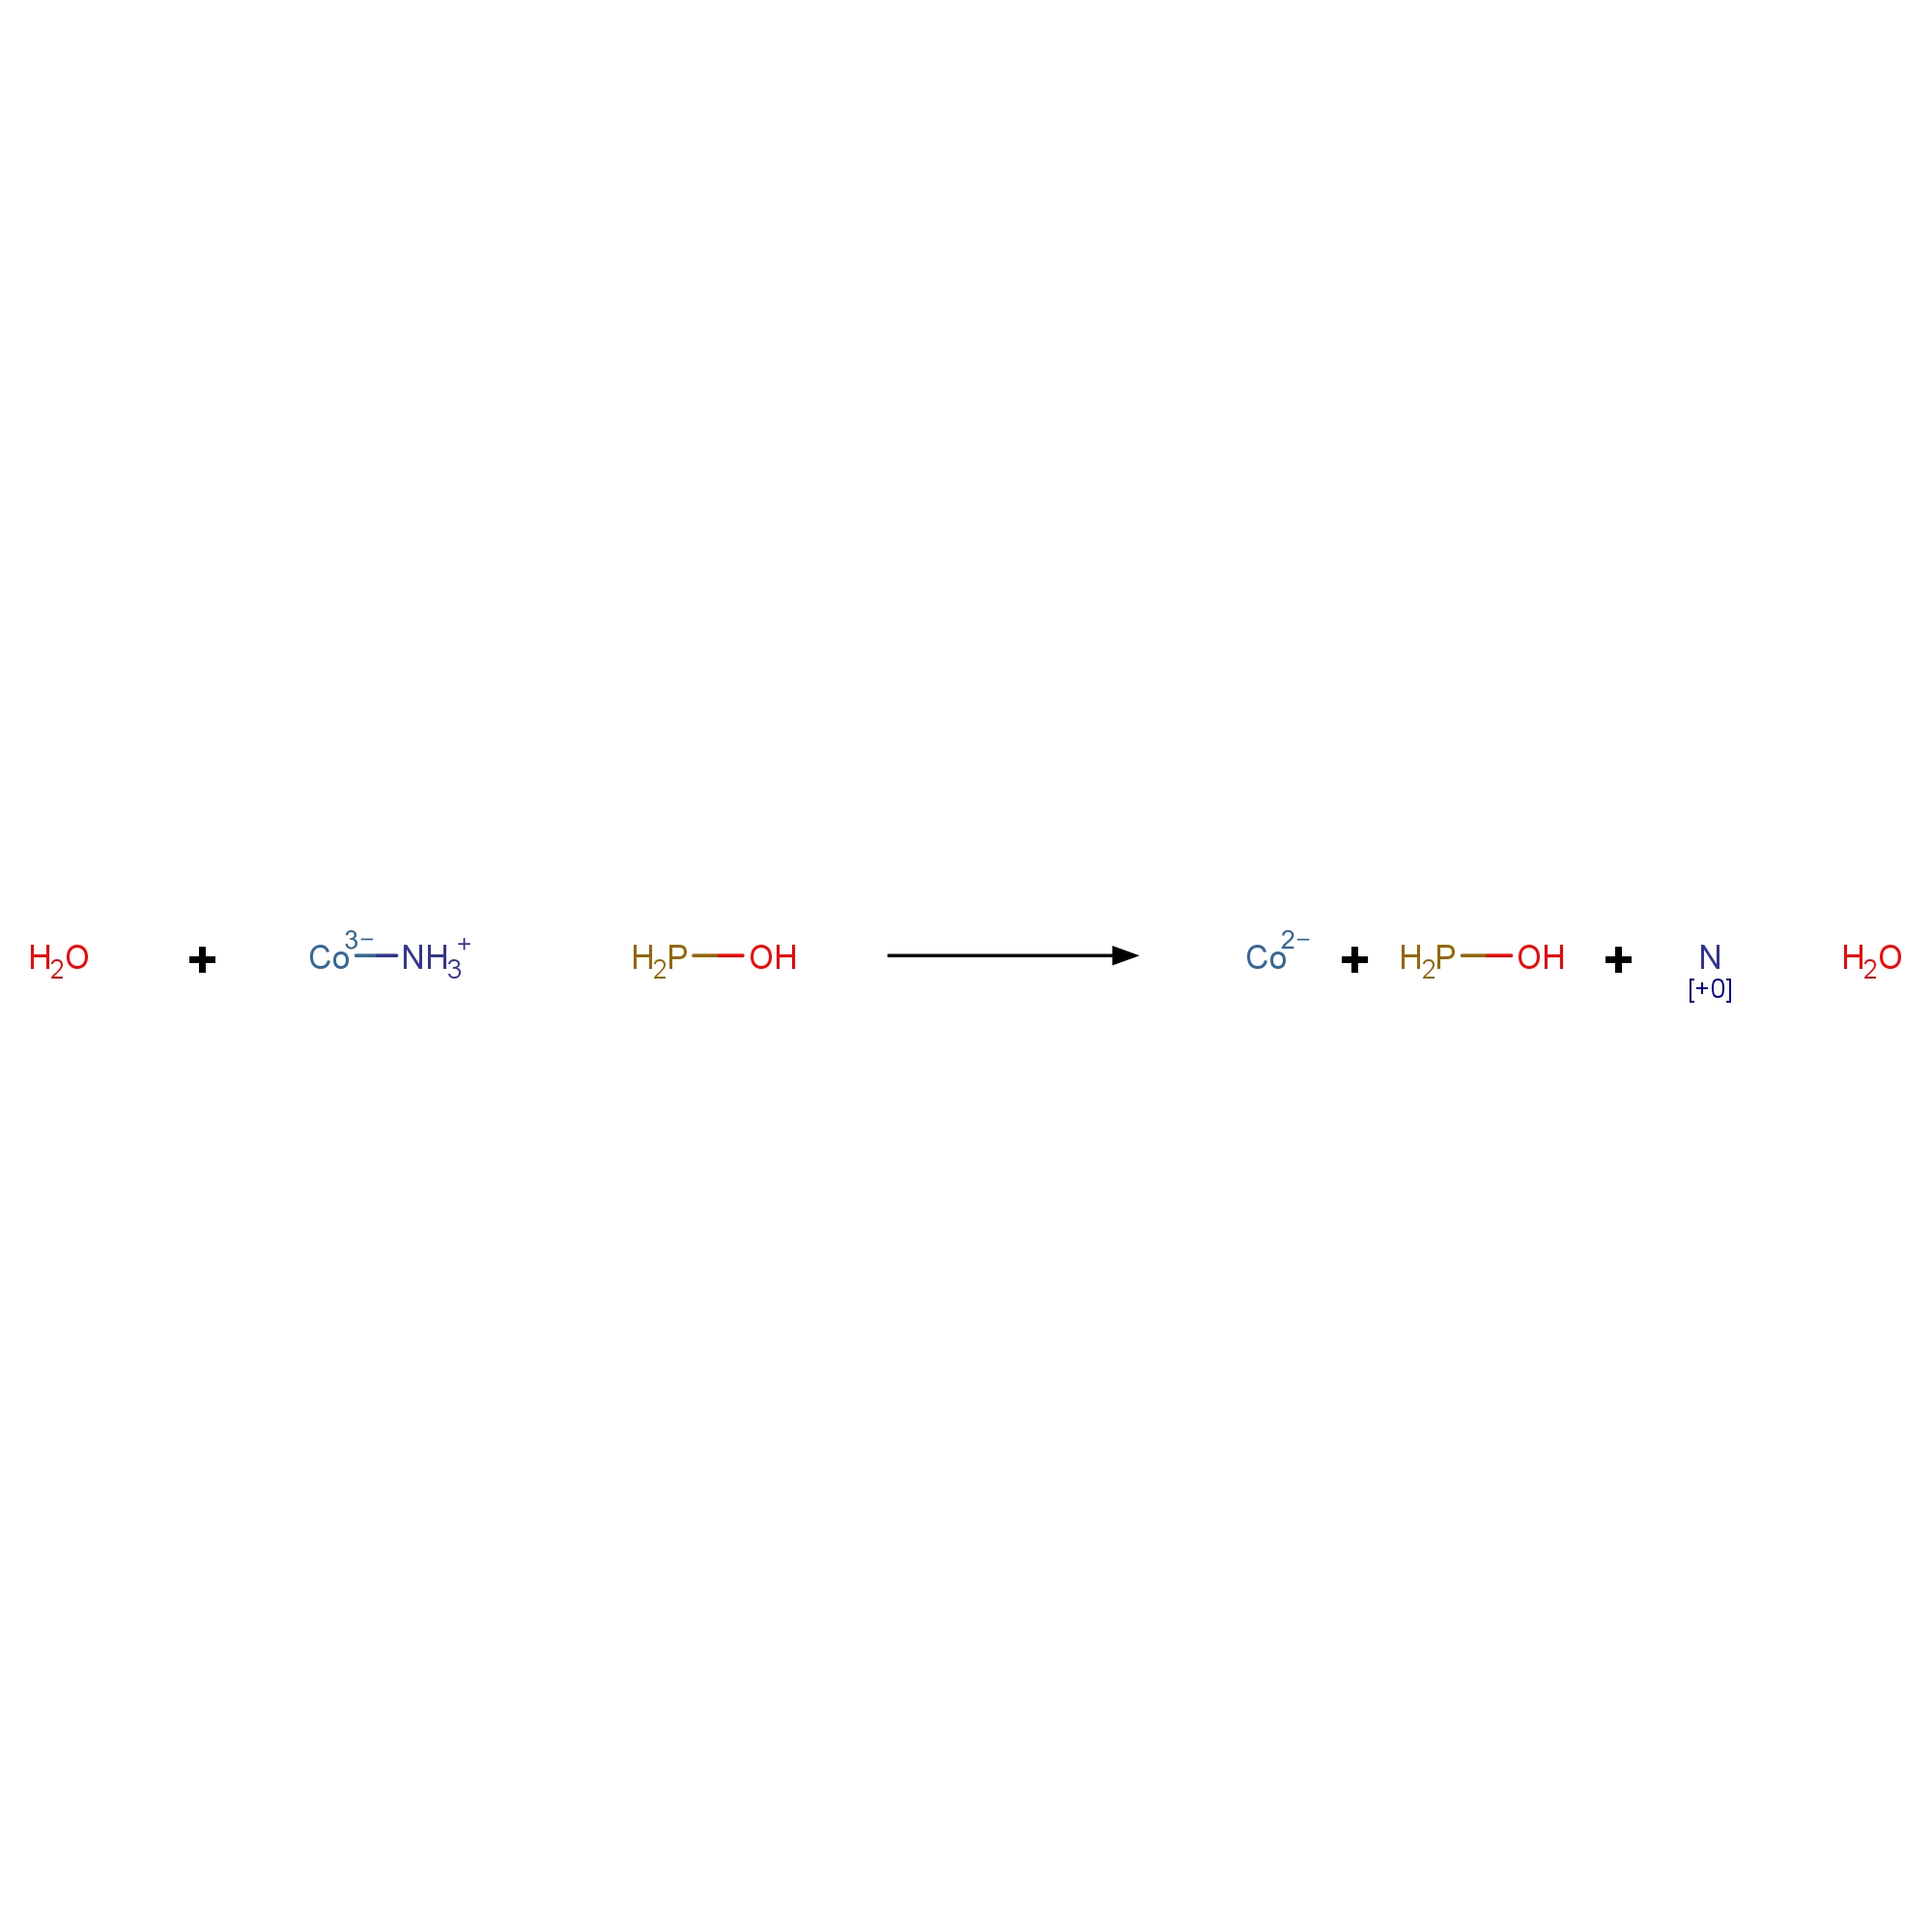 H2O + Co3−—NH3+ H2P—OH → Co2− + H2P—OH + N H2O
[+0]